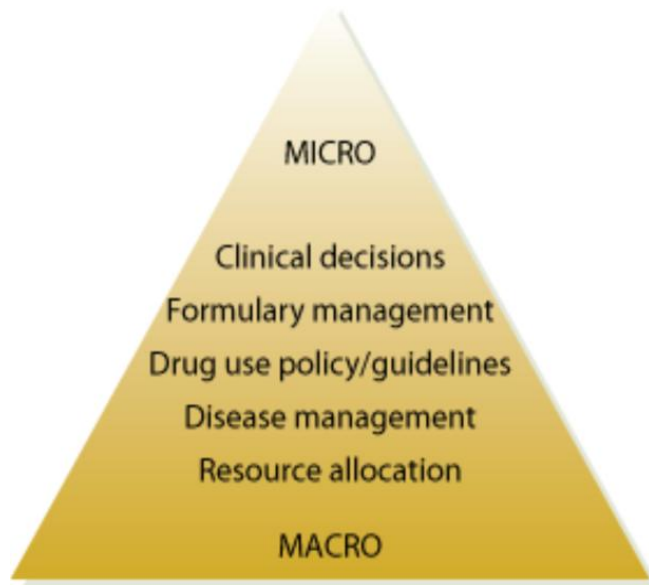 MICRO
Clinical decisions
Formulary management
Drug use policy/guidelines
Disease management
Resource allocation
MACRO